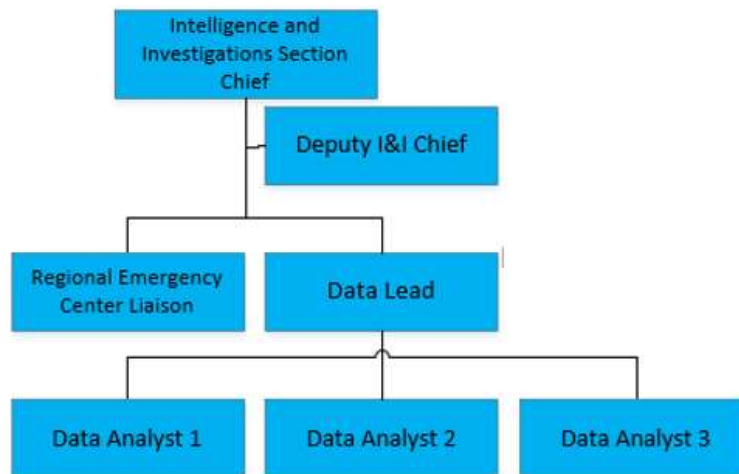 Intelligence and
Investigations Section
Chief
Deputy I&I Chief
Regional Emergency
Center Liaison
Data Lead
Data Analyst 1
Data Analyst 2
Data Analyst 3